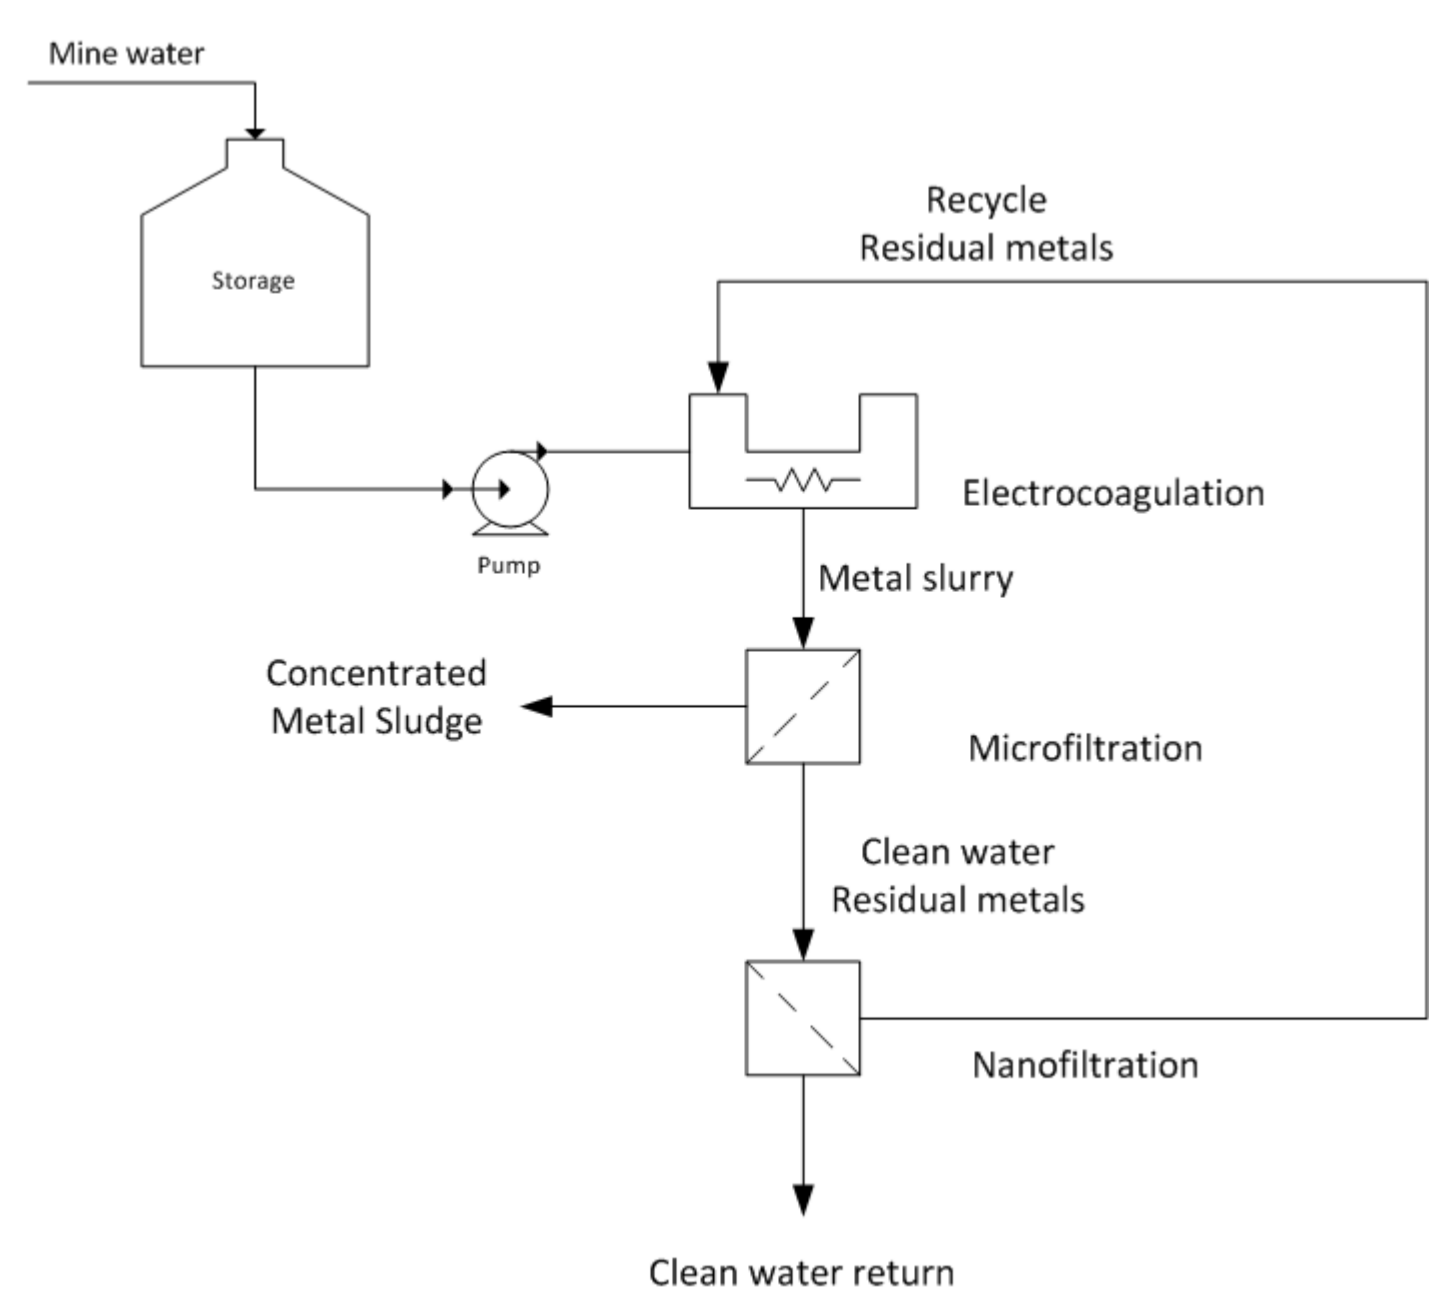 Mine water
Storage
Recycle
Residual metals
Pump
Electrocoagulation
Metal slurry
Concentrated
Metal Sludge
Microfiltration
Clean water
Residual metals
Nanofiltration
Clean water return